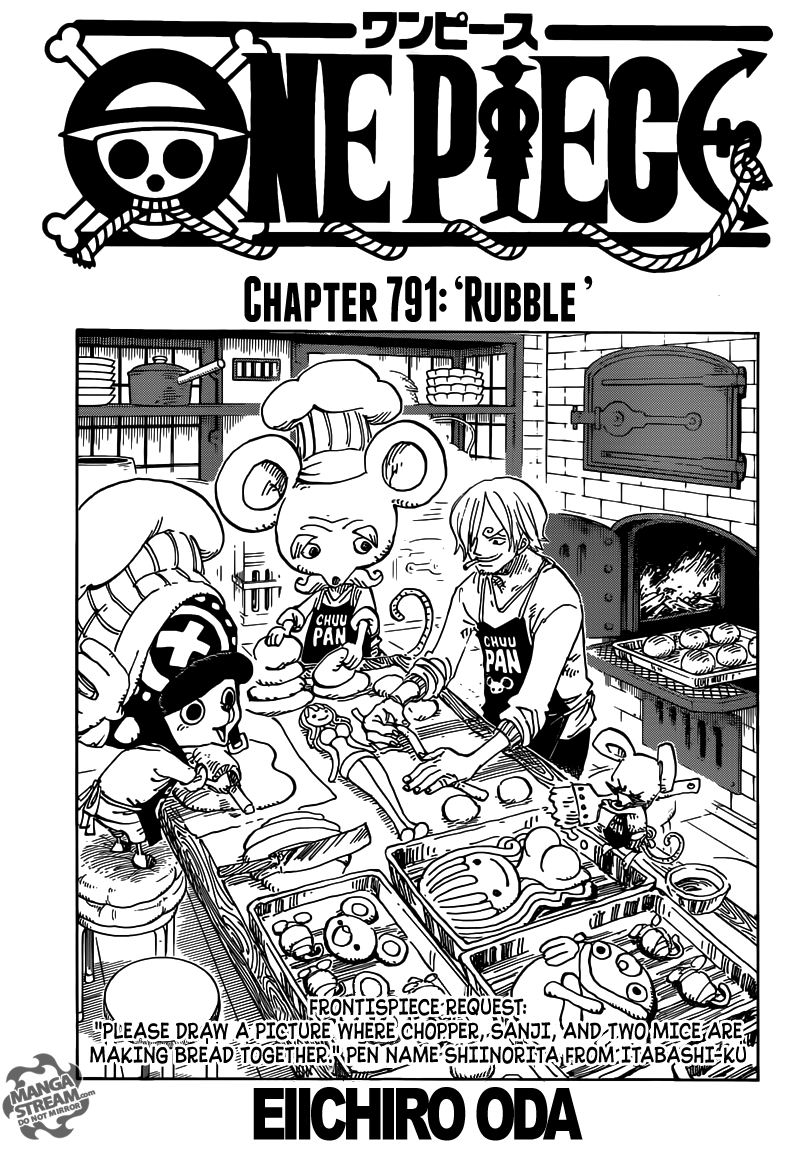 ワンピース
ONE PIECE
CHAPTER 791: ‘RUBBLE’
CHUU
PAN
CHUU
PAN
FRONTISPIECE REQUEST:
"PLEASE DRAW A PICTURE WHERE CHOPPER, SANJI, AND TWO MICE ARE
MAKING BREAD TOGETHER." PEN NAME SHIINORITA FROM ITABASHI-KU
MANGA
STREAM.com
DO NOT MIRROR
EIICHIRO ODA